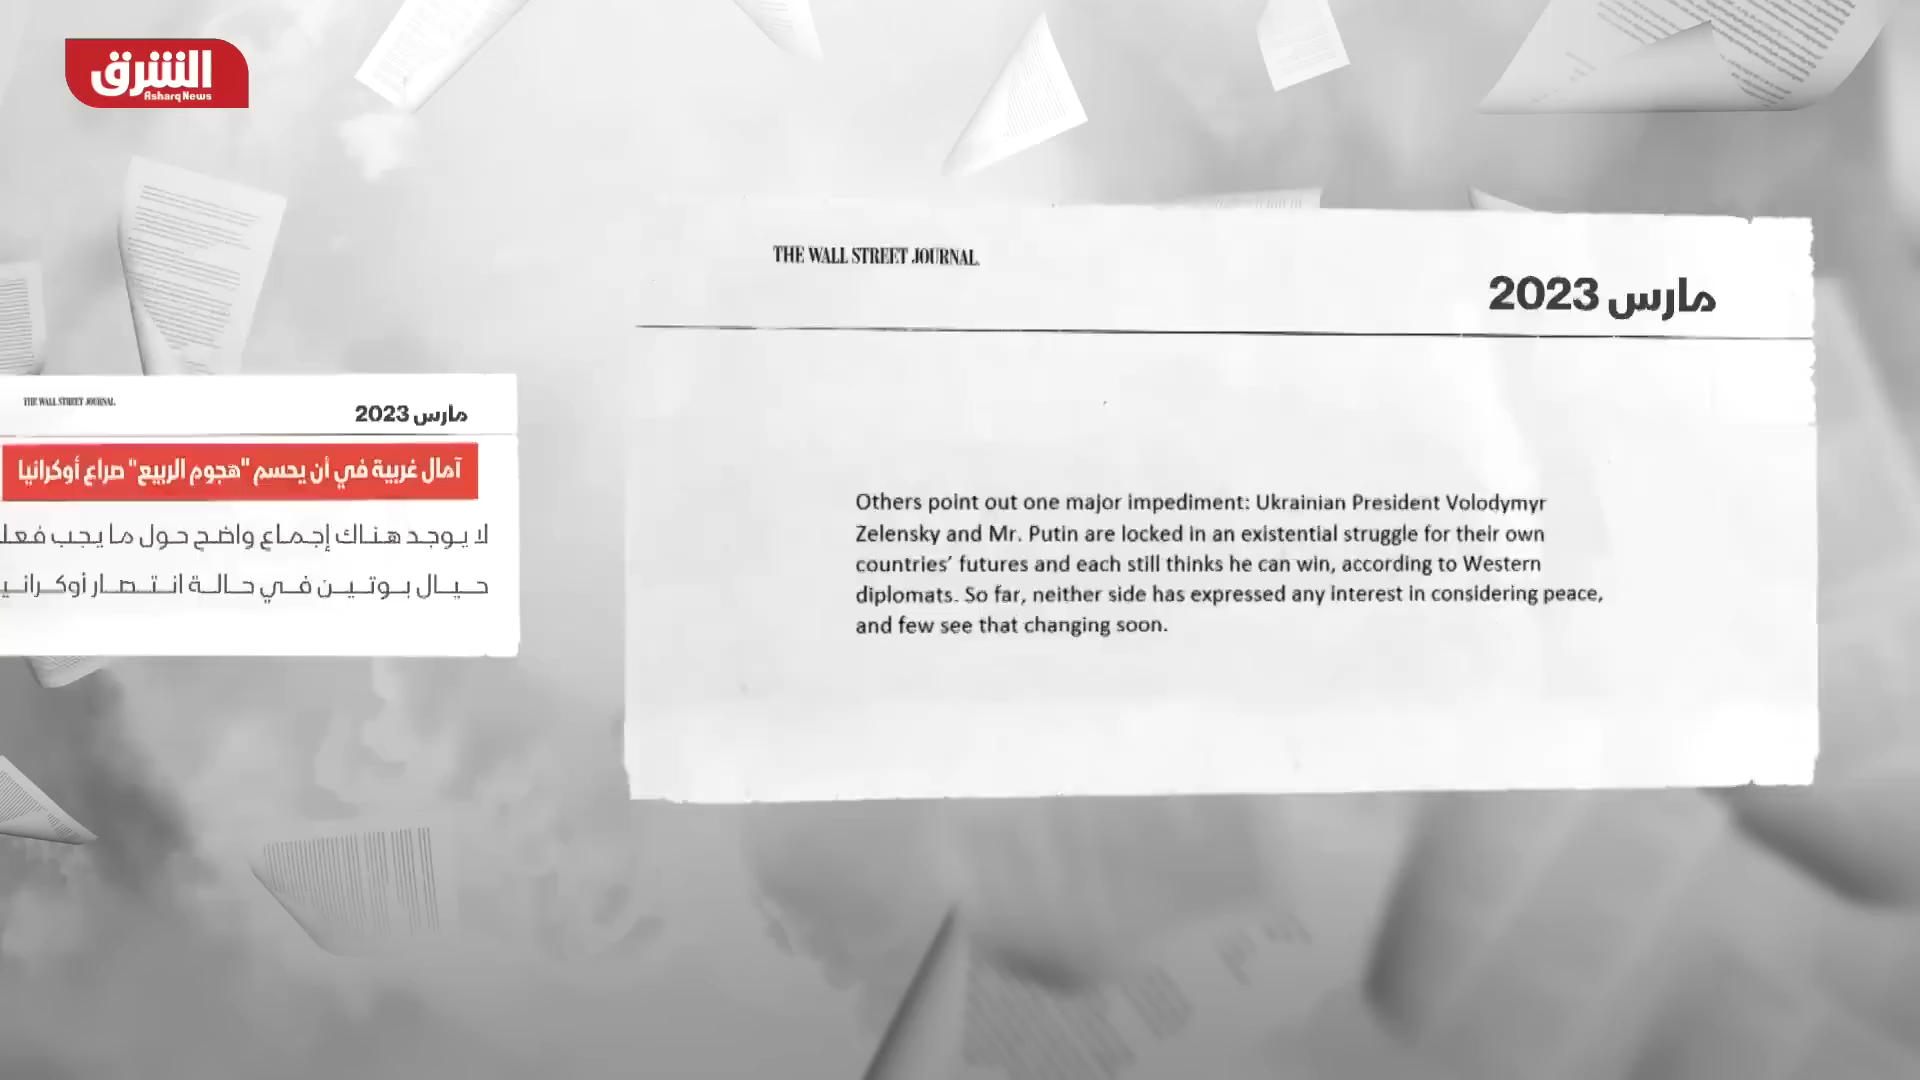 الشرق
Asharq News
THE WALL STREET JOURNAL.
مارس 2023
Others point out one major impediment: Ukrainian President Volodymyr
Zelensky and Mr. Putin are locked in an existential struggle for their own
countries' futures and each still thinks he can win, according to Western
diplomats. So far, neither side has expressed any interest in considering peace,
and few see that changing soon.
THE WALL STREET JOURNAL.
مارس 2023
آمال غربية في أن يحسم "هجوم الربيع" صراع أوكرانيا
لا يوجد هناك إجماع واضح حول ما يجب فعل
حيال بوتين في حالة انتصار أوكراني